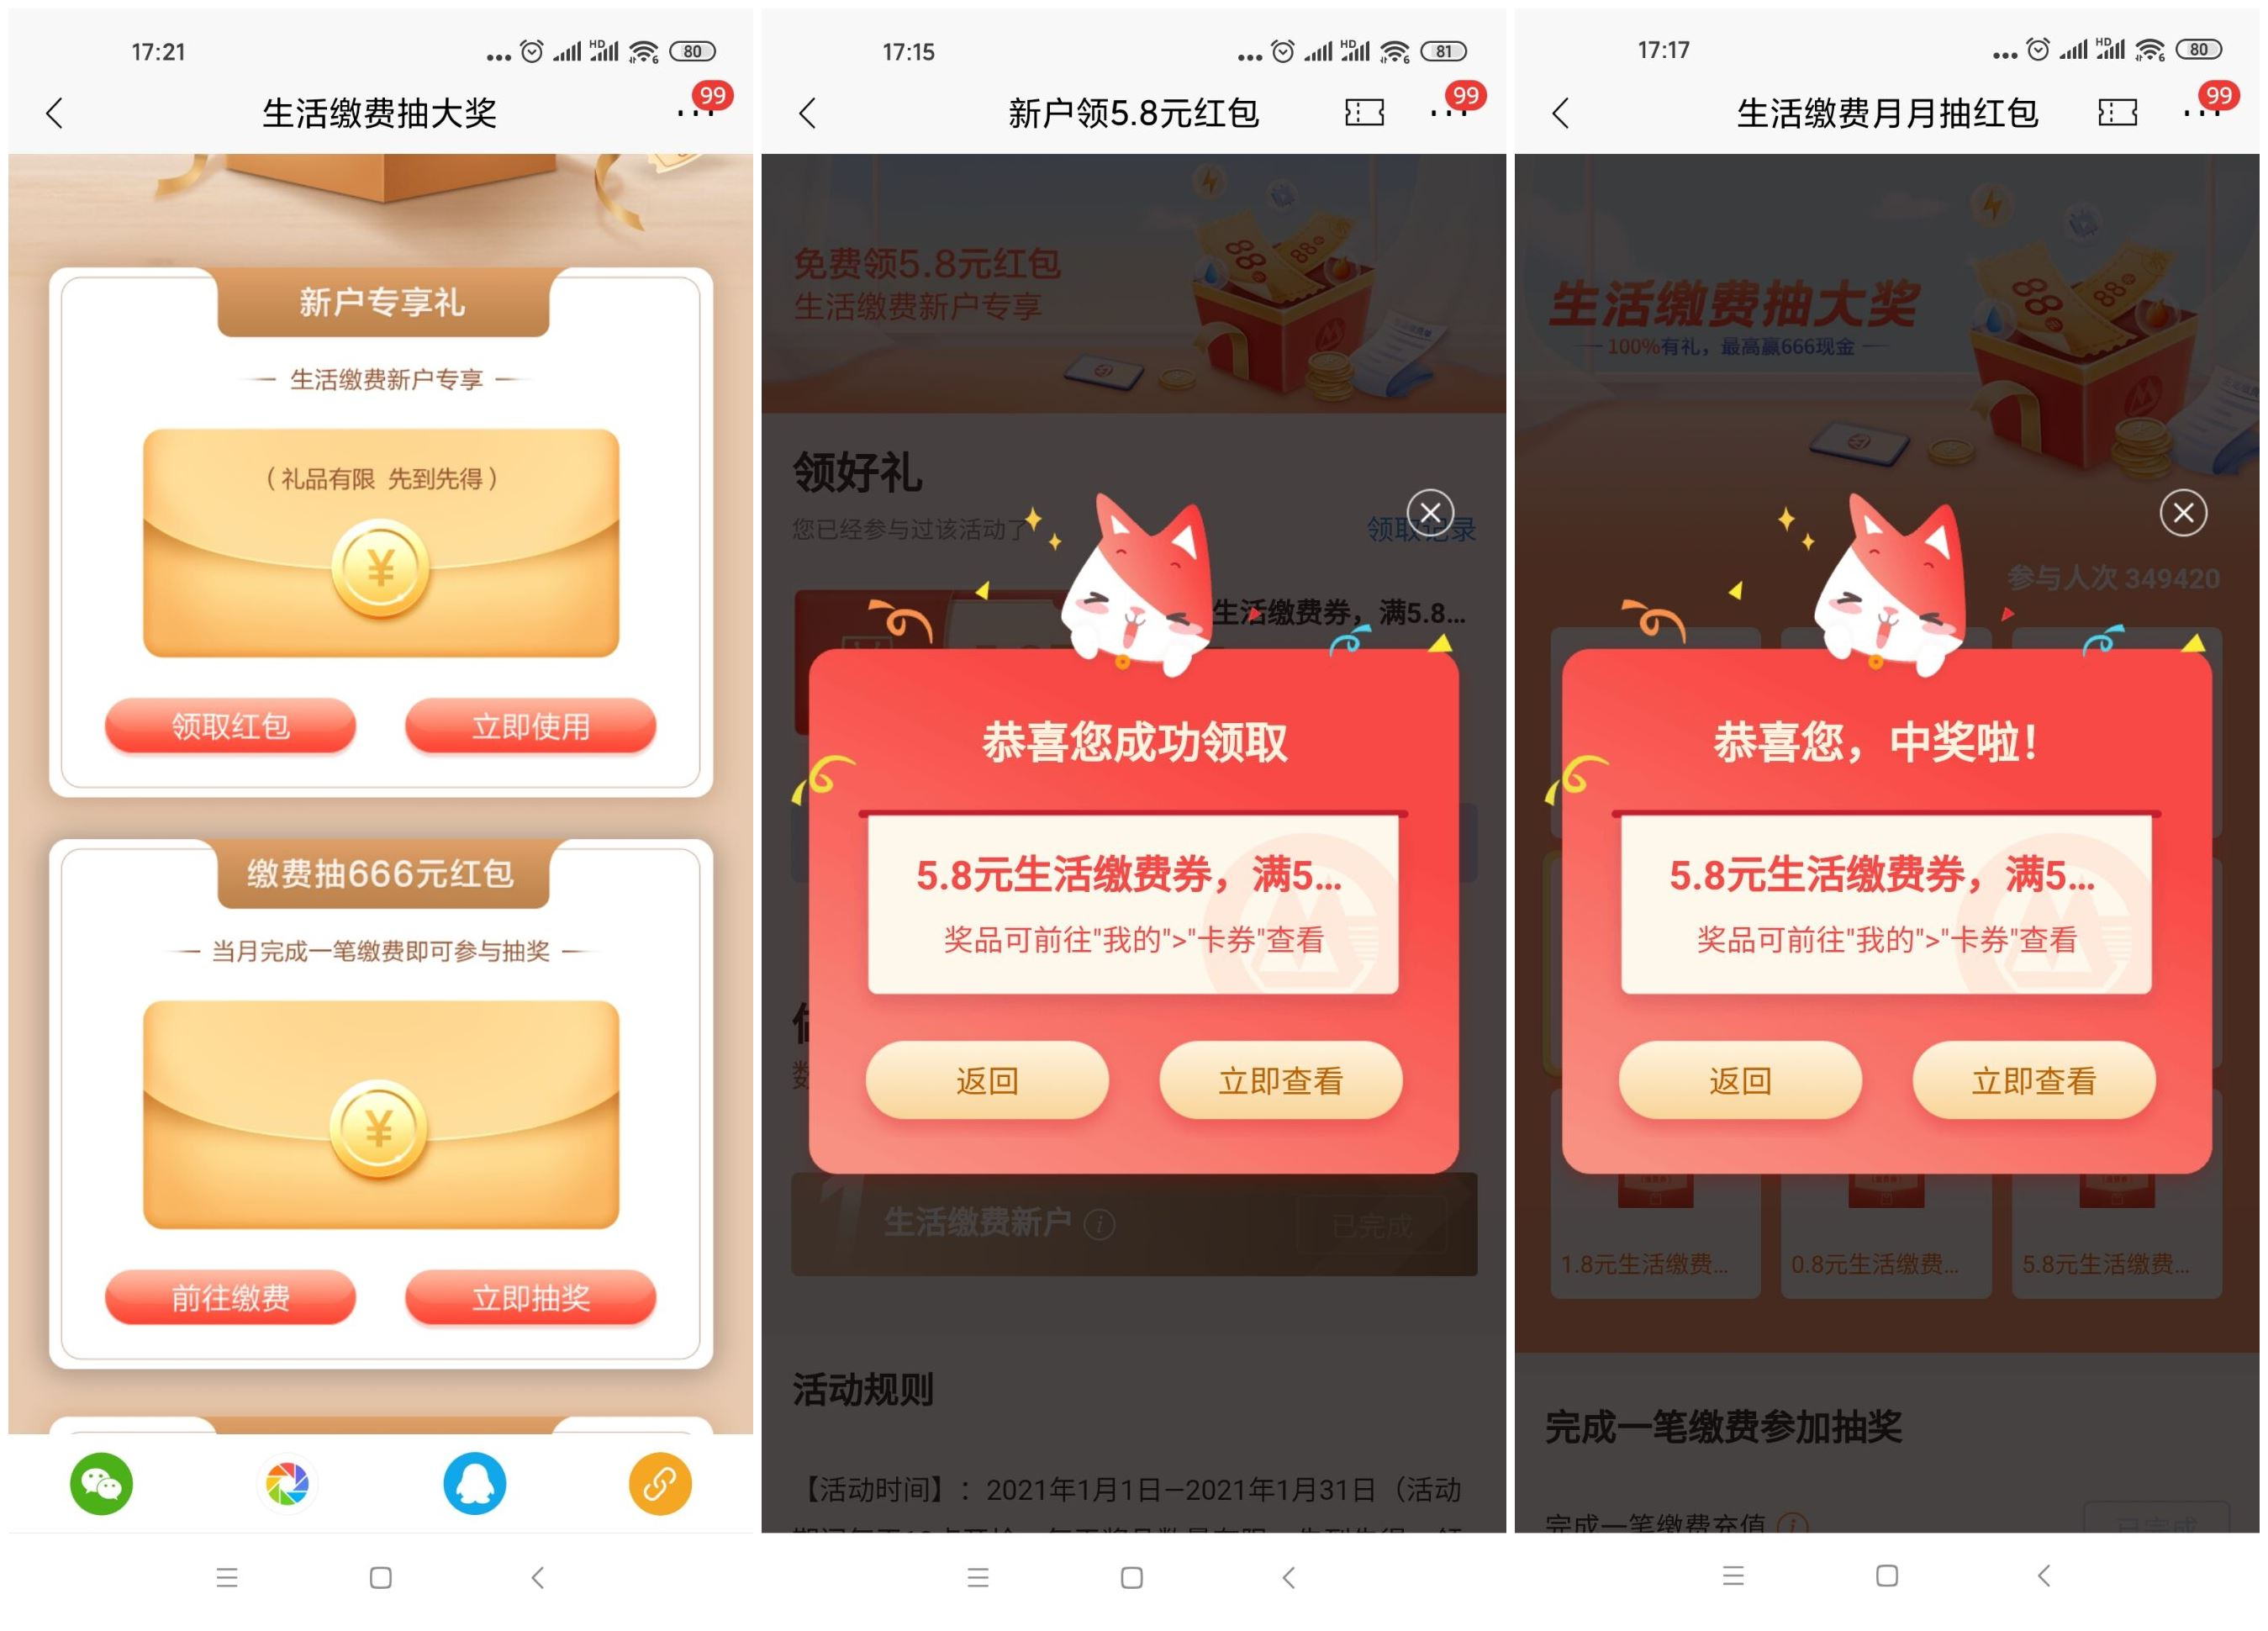 17:21
HD
6
80
生活缴费抽大奖
99
新户专享礼
生活缴费新户专享
（礼品有限 先到先得）
¥
领取红包
立即使用
缴费抽666元红包
当月完成一笔缴费即可参与抽奖
¥
前往缴费
立即抽奖
17:15
HD
6
81
新户领5.8元红包
99
免费领5.8元红包
生活缴费新户专享
88
88
领好礼
您已经参与过该活动了
领取记录
生活缴费券，满5.8...
恭喜您成功领取
5.8元生活缴费券，满5...
奖品可前往"我的">"卡券"查看
返回
立即查看
1
生活缴费新户
已完成
活动规则
【活动时间】：2021年1月1日—2021年1月31日（活动
17:17
HD
6
80
生活缴费月月抽红包
99
生活缴费抽大奖
100%有礼，最高赢666现金
88
88
参与人次 349420
恭喜您，中奖啦！
5.8元生活缴费券，满5...
奖品可前往"我的">"卡券"查看
返回
立即查看
1.8元生活缴费...
0.8元生活缴费...
5.8元生活缴费...
完成一笔缴费参加抽奖
完成一笔缴费充值
已完成